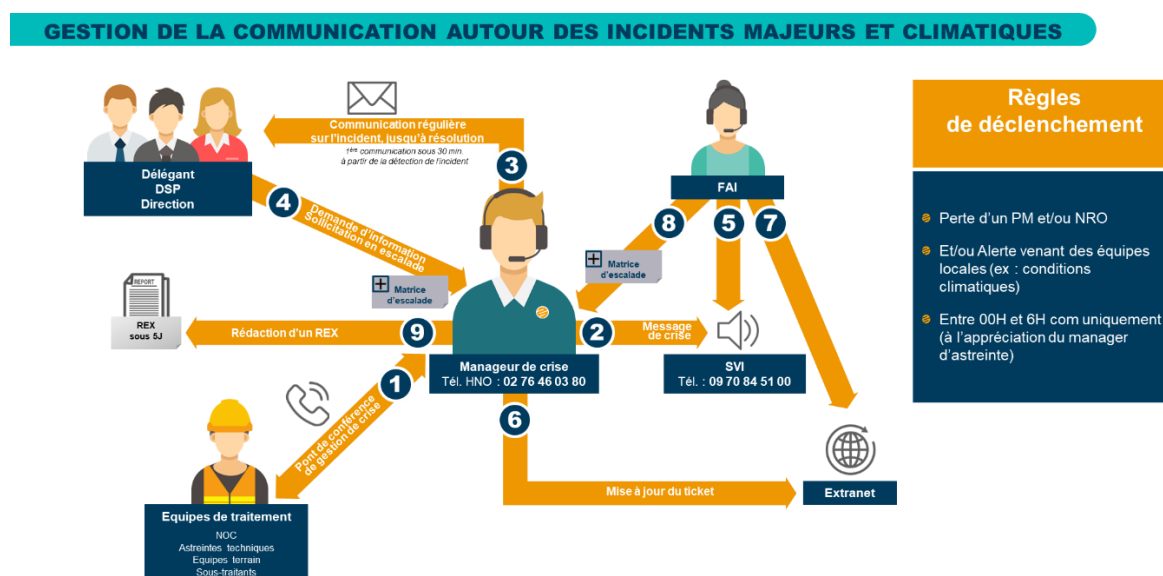 GESTION DE LA COMMUNICATION AUTOUR DES INCIDENTS MAJEURS ET CLIMATIQUES
Communication régulière
sur l'incident, jusqu'à résolution
1ère communication sous 30 min.
à partir de la détection de l'incident
3
Délégant
DSP
Direction
4
Demande d'information
Sollicitation en escalade
Matrice
d'escalade
FAI
8
5
7
Matrice
d'escalade
REPORT
REX
sous 5J
Rédaction d'un REX
9
2
Message
de crise
Manageur de crise
Tél. HNO : 02 76 46 03 80
SVI
Tél. : 09 70 84 51 00
1
Pont de conférence
de gestion de crise
6
Mise à jour du ticket
Extranet
Equipes de traitement
NOC
Astreintes techniques
Equipes terrain
Sous-traitants
Règles
de déclenchement
Perte d'un PM et/ou NRO
Et/ou Alerte venant des équipes
locales (ex : conditions
climatiques)
Entre 00H et 6H com uniquement
(à l'appréciation du manager
d'astreinte)